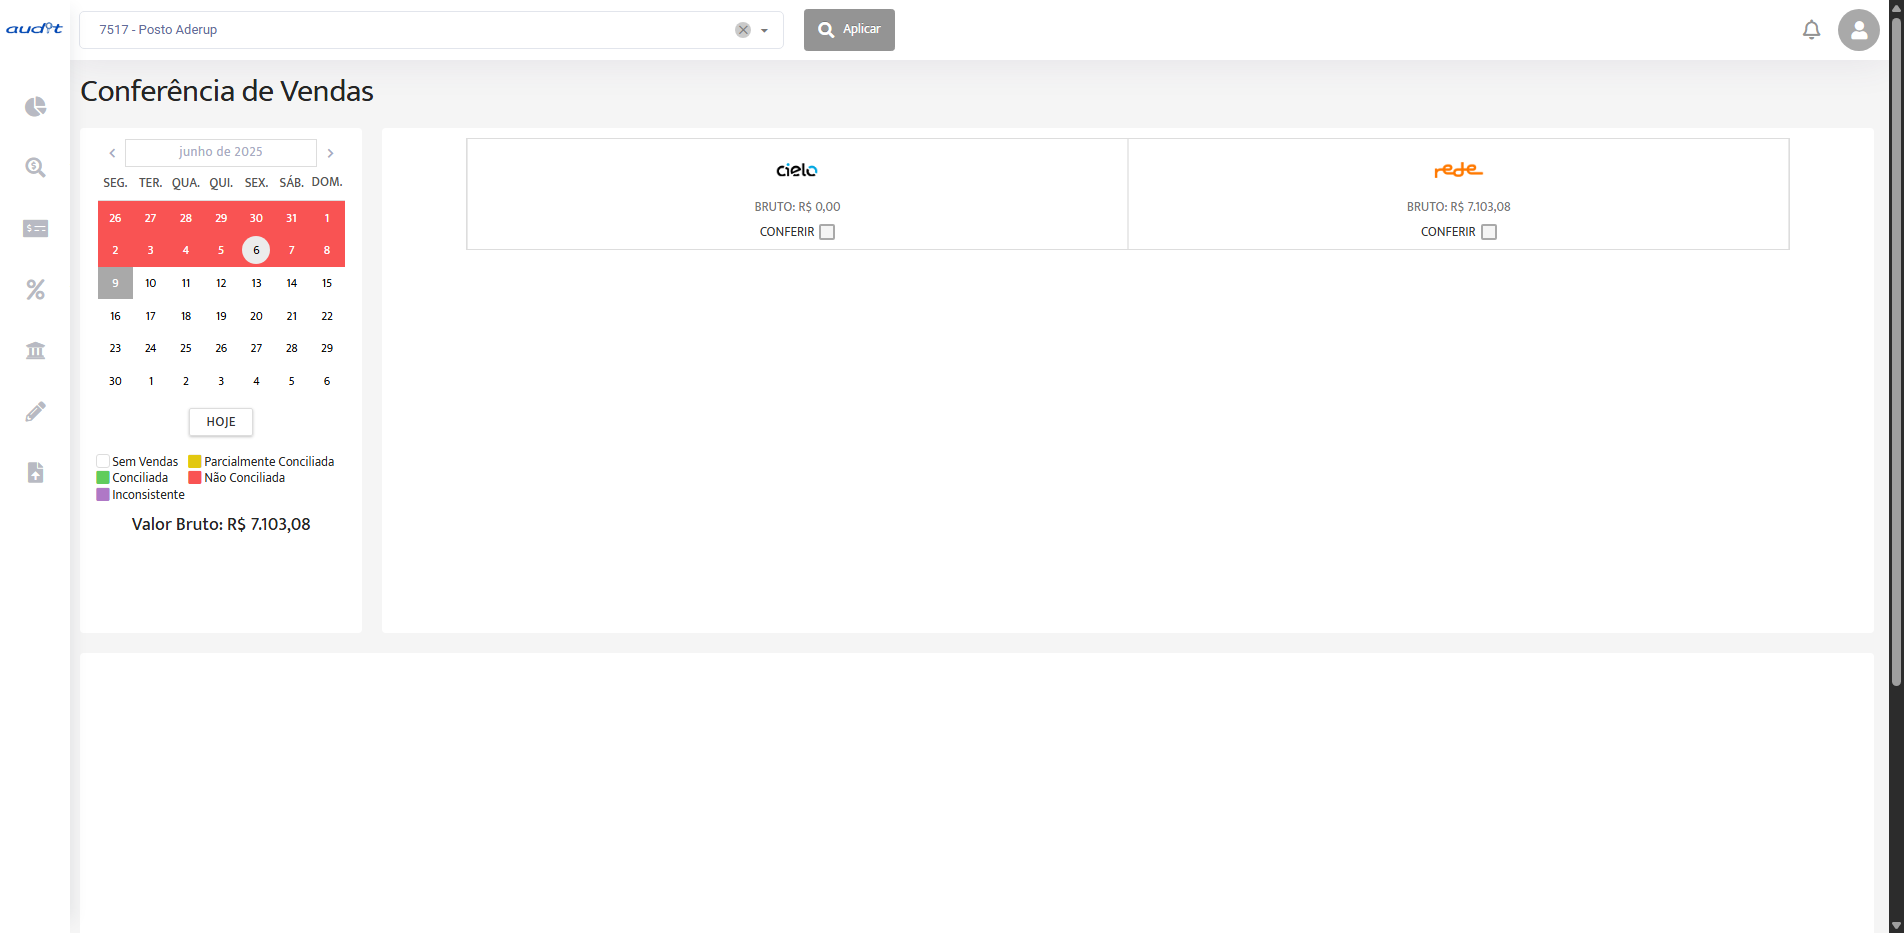 audit
7517 - Posto Aderup
Aplicar
Conferência de Vendas
junho de 2025
SEG. TER. QUA. QUI. SEX. SÁB. DOM.
26 27 28 29 30 31 1
2 3 4 5 6 7 8
9 10 11 12 13 14 15
16 17 18 19 20 21 22
23 24 25 26 27 28 29
30 1 2 3 4 5 6
HOJE
Sem Vendas Parcialmente Conciliada
Conciliada Não Conciliada
Inconsistente
Valor Bruto: R$ 7.103,08
cielo
BRUTO: R$ 0,00
CONFERIR
rede
BRUTO: R$ 7.103,08
CONFERIR